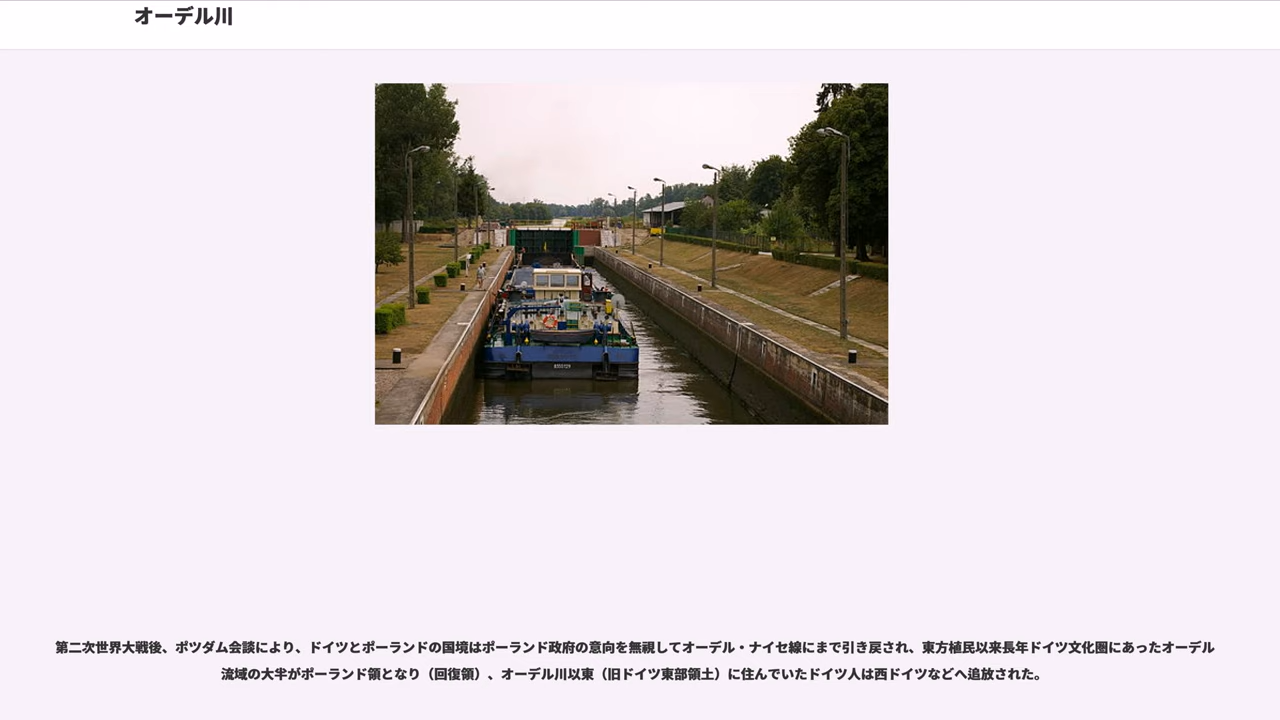 オーデル川
第二次世界大戦後、ポツダム会談により、ドイツとポーランドの国境はポーランド政府の意向を無視してオーデル・ナイセ線にまで引き戻され、東方植民以来長年ドイツ文化圏にあったオーデル
流域の大半がポーランド領となり（回復領）、オーデル川以東（旧ドイツ東部領土）に住んでいたドイツ人は西ドイツなどへ追放された。